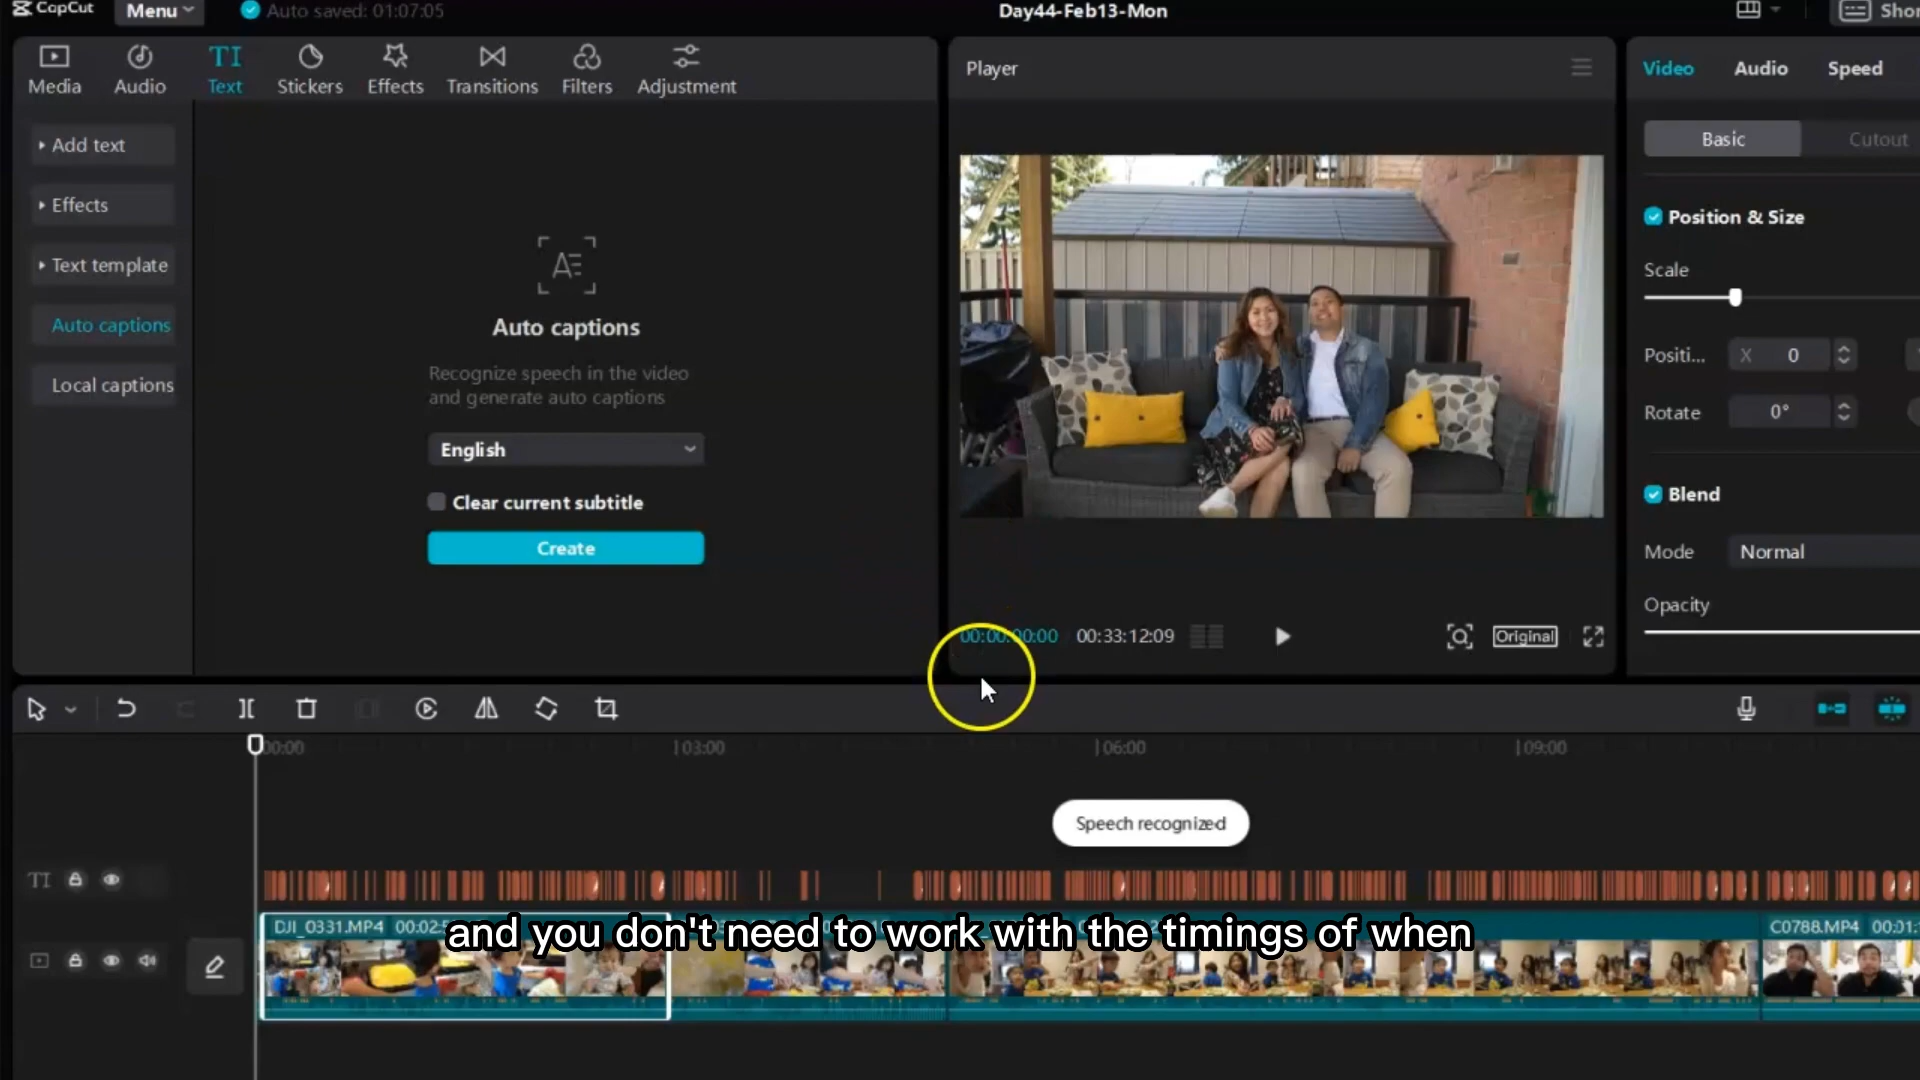 CapCut
Menu
Auto saved: 01:07:05
Day44-Feb13-Mon
Shor
Media
Audio
TI
Text
Stickers
Effects
Transitions
Filters
Adjustment
Player
Video
Audio
Speed
Add text
Effects
Text template
Auto captions
Local captions
Auto captions
Recognize speech in the video
and generate auto captions
English
Clear current subtitle
Create
Basic
Cutout
Position & Size
Scale
Positi...
X 0
Rotate
0°
Blend
Mode
Normal
Opacity
00:00:00:00
00:33:12:09
Original
00:00
03:00
06:00
09:00
Speech recognized
TI
DJI_0331.MP4 00:02:
C0788.MP4 00:01:
and you don't need to work with the timings of when